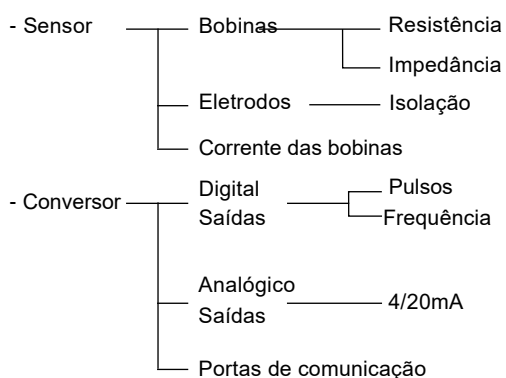 - Sensor
Bobinas
Resistência
Impedância
Eletrodos
Isolação
Corrente das bobinas
- Conversor
Digital
Saídas
Pulsos
Frequência
Analógico
Saídas
4/20mA
Portas de comunicação